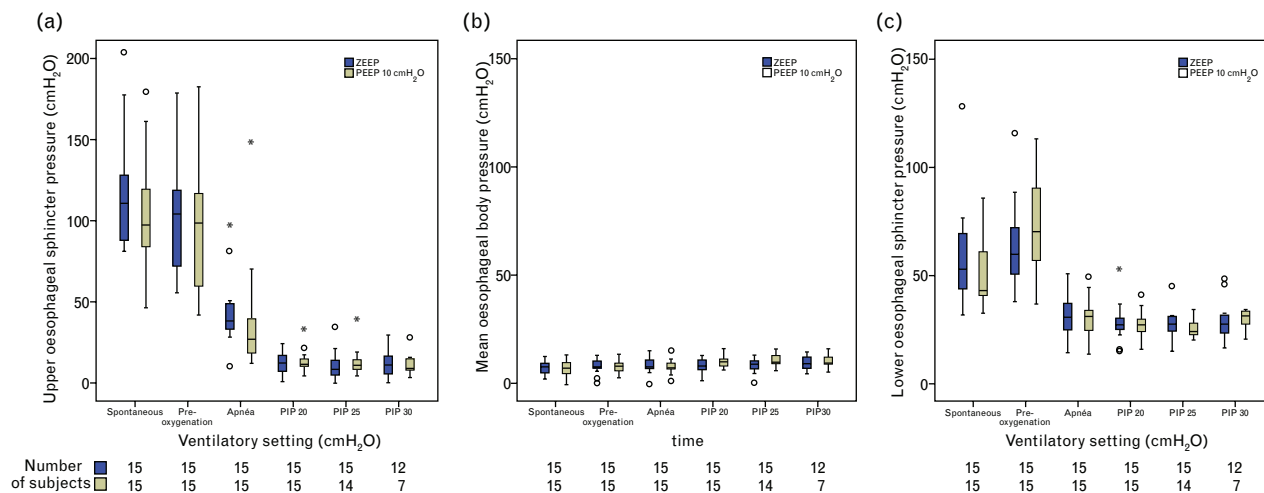 (a)
Upper oesophageal sphincter pressure (cmH2O)
200
150
100
50
0
ZEEP
PEEP 10 cmH2O
Spontaneous
Pre-
oxygenation
Apnéa
PIP 20
PIP 25
PIP 30
Ventilatory setting (cmH2O)
(b)
Mean oesophageal body pressure (cmH2O)
150
100
50
0
ZEEP
PEEP 10 cmH2O
Spontaneous
Pre-
oxygenation
Apnéa
PIP 20
PIP 25
PIP30
time
(c)
Lower oesophageal sphincter pressure (cmH2O)
150
100
50
0
ZEEP
PEEP 10 cmH2O
Spontaneous
Pre-
oxygenation
Apnéa
PIP 20
PIP 25
PIP 30
Ventilatory setting (cmH2O)
Number 15 15 15 15 15 12 15 15 15 15 15 12 15 15 15 15 15 12
of subjects 15 15 15 15 14 7 15 15 15 15 14 7 15 15 15 15 14 7